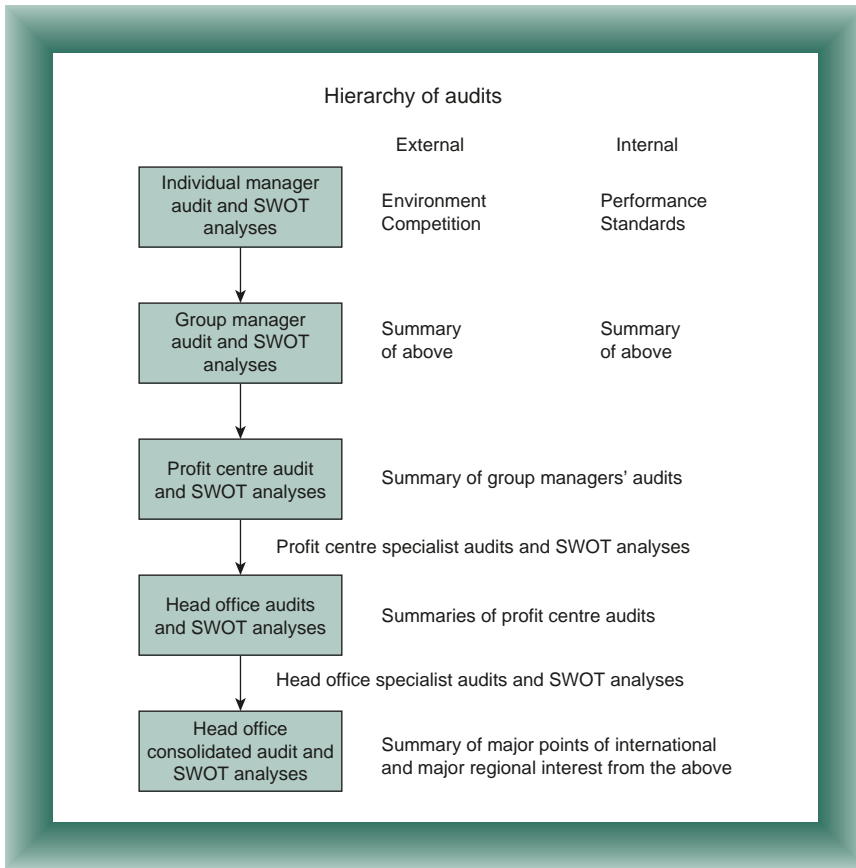 Hierarchy of audits
External
Internal
Individual manager
audit and SWOT
analyses
Environment
Competition
Performance
Standards
Group manager
audit and SWOT
analyses
Summary
of above
Summary
of above
Profit centre audit
and SWOT analyses
Summary of group managers’ audits
Profit centre specialist audits and SWOT analyses
Head office audits
and SWOT analyses
Summaries of profit centre audits
Head office specialist audits and SWOT analyses
Head office
consolidated audit and
SWOT analyses
Summary of major points of international
and major regional interest from the above